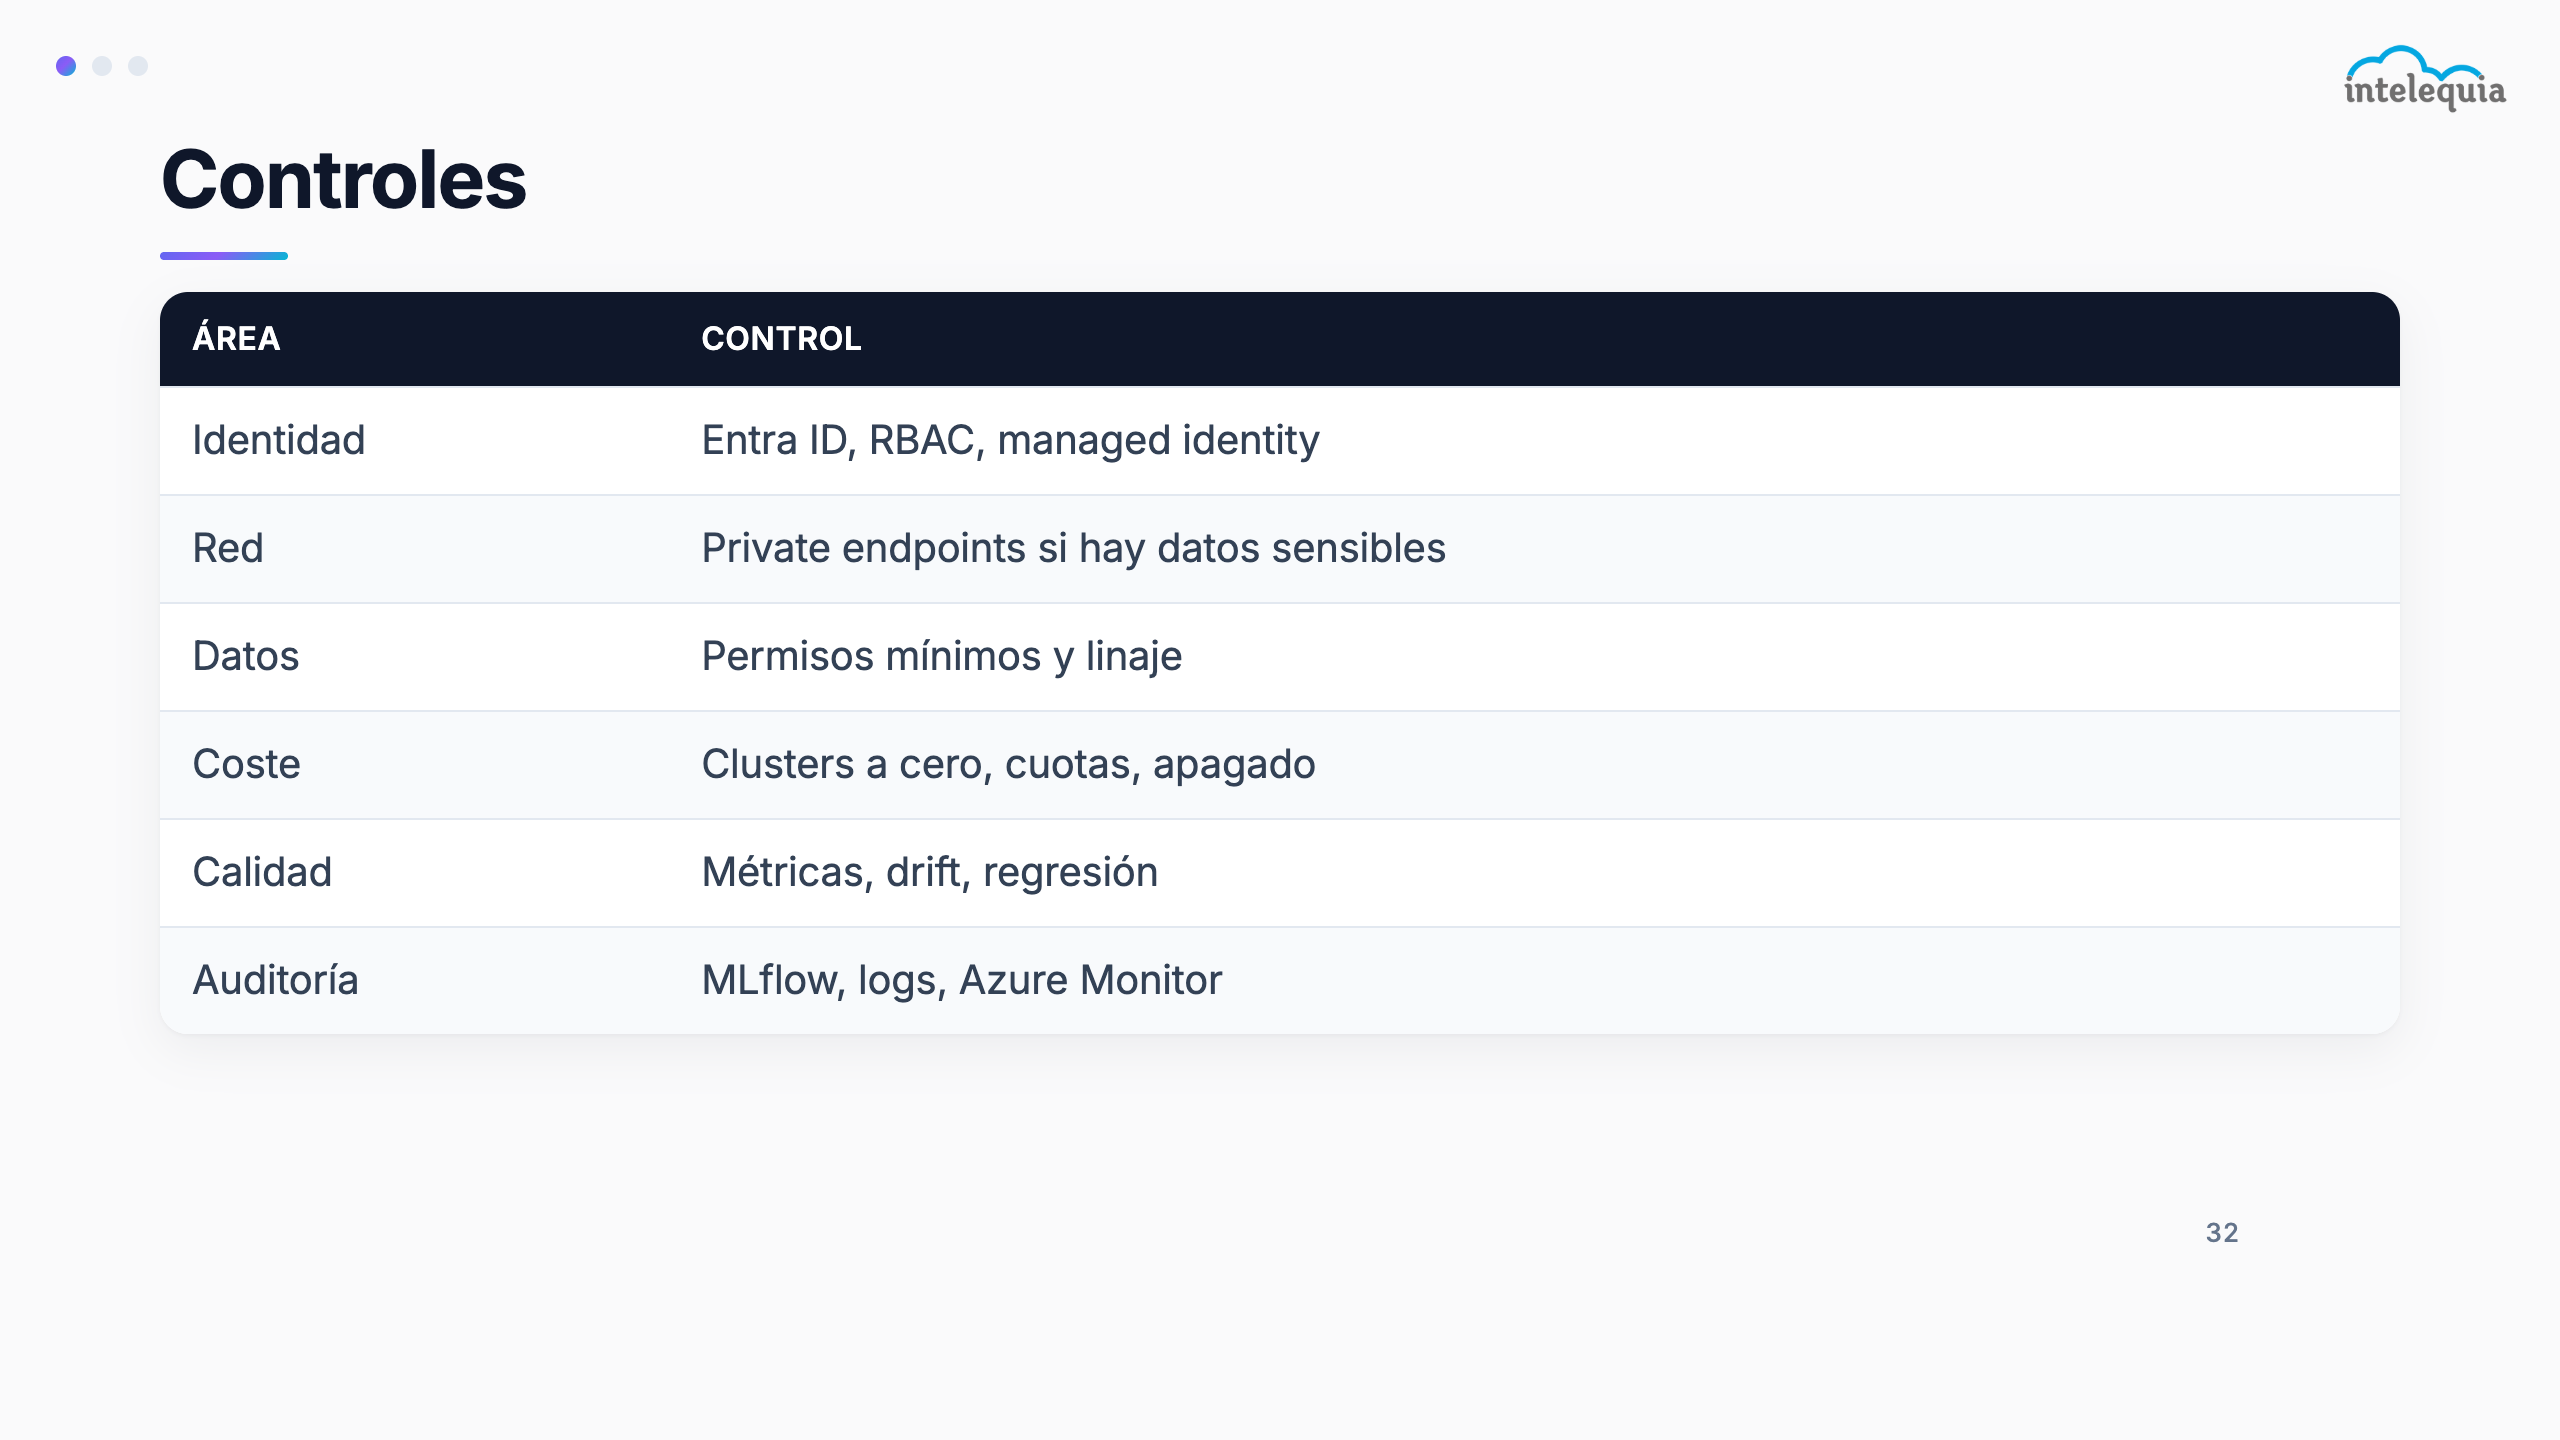 intelequia
Controles
ÁREA CONTROL
Identidad Entra ID, RBAC, managed identity
Red Private endpoints si hay datos sensibles
Datos Permisos mínimos y linaje
Coste Clusters a cero, cuotas, apagado
Calidad Métricas, drift, regresión
Auditoría MLflow, logs, Azure Monitor
32